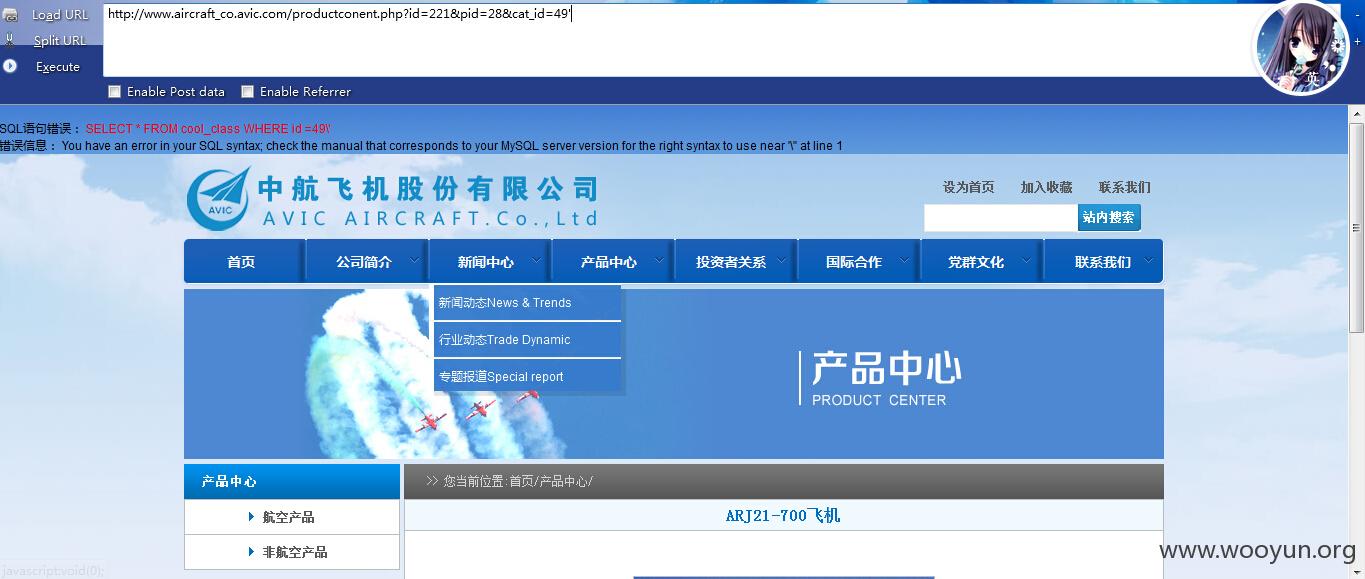 Load URL
http://www.aircraft_co.avic.com/productconent.php?id=221&pid=28&cat_id=49'
Split URL
Execute
英
Enable Post data
Enable Referrer
SQL语句错误： SELECT * FROM cool_class WHERE id =49\'
错误信息： You have an error in your SQL syntax; check the manual that corresponds to your MySQL server version for the right syntax to use near '\'' at line 1
AVIC
中航飞机股份有限公司
AVIC AIRCRAFT.Co.,Ltd
设为首页 加入收藏 联系我们
站内搜索
首页 公司简介 新闻中心 产品中心 投资者关系 国际合作 党群文化 联系我们
新闻动态News & Trends
行业动态Trade Dynamic
专题报道Special report
产品中心
PRODUCT CENTER
产品中心
>> 您当前位置:首页/产品中心/
ARJ21-700飞机
航空产品
非航空产品
www.wooyun.org
javascript:void(0);